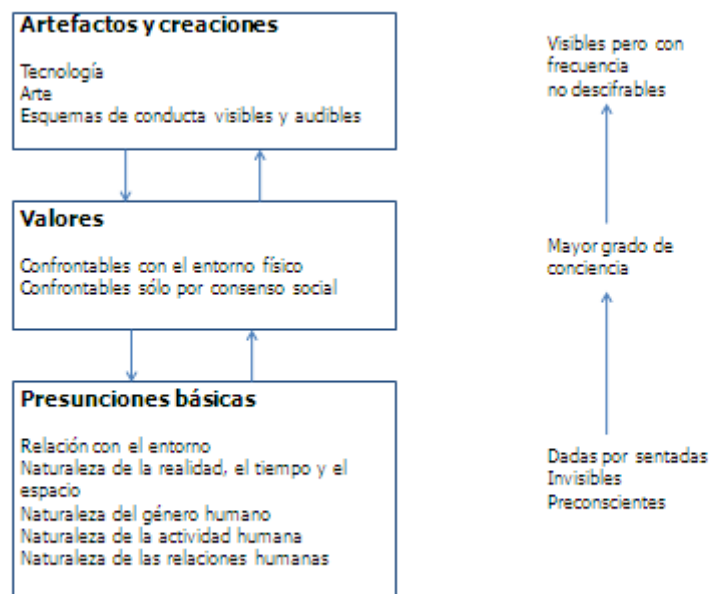 Artefactos y creaciones
Tecnología
Arte
Esquemas de conducta visibles y audibles
Visibles pero con
frecuencia
no descifrables
Valores
Confrontables con el entorno físico
Confrontables sólo por consenso social
Mayor grado de
conciencia
Presunciones básicas
Relación con el entorno
Naturaleza de la realidad, el tiempo y el
espacio
Naturaleza del género humano
Naturaleza de la actividad humana
Naturaleza de las relaciones humanas
Dadas por sentadas
Invisibles
Preconscientes